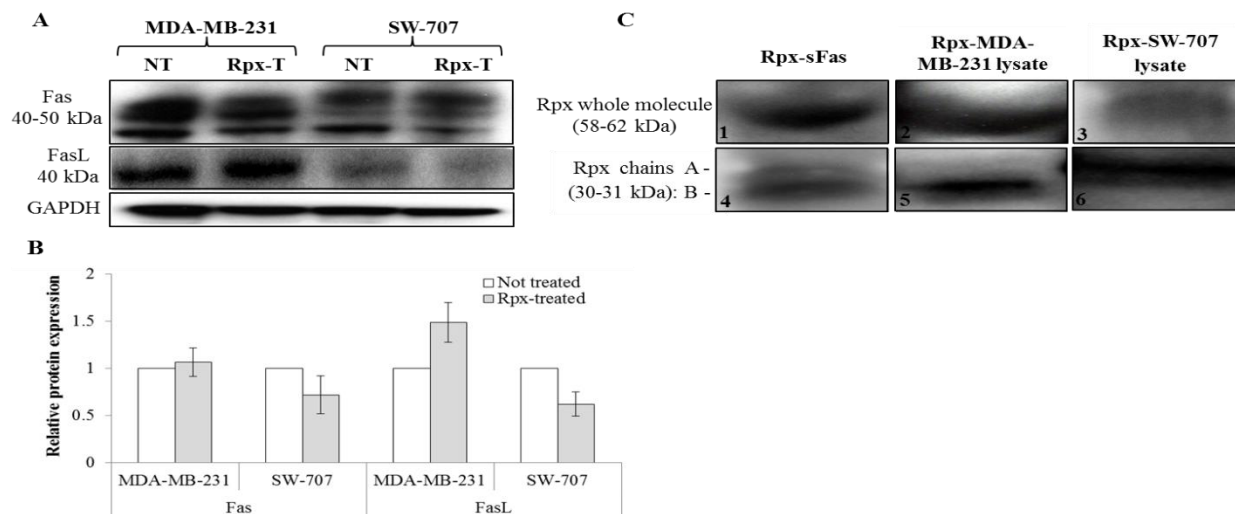 A
MDA-MB-231 SW-707
NT Rpx-T NT Rpx-T
Fas
40-50 kDa
FasL
40 kDa
GAPDH
B
Relative protein expression
2
1.5
1
0.5
0
Not treated
Rpx-treated
MDA-MB-231 SW-707 MDA-MB-231 SW-707
Fas FasL
C
Rpx-sFas
Rpx-MDA-
MB-231 lysate
Rpx-SW-707
lysate
Rpx whole molecule
(58-62 kDa)
1 2 3
Rpx chains A -
(30-31 kDa): B -
4 5 6